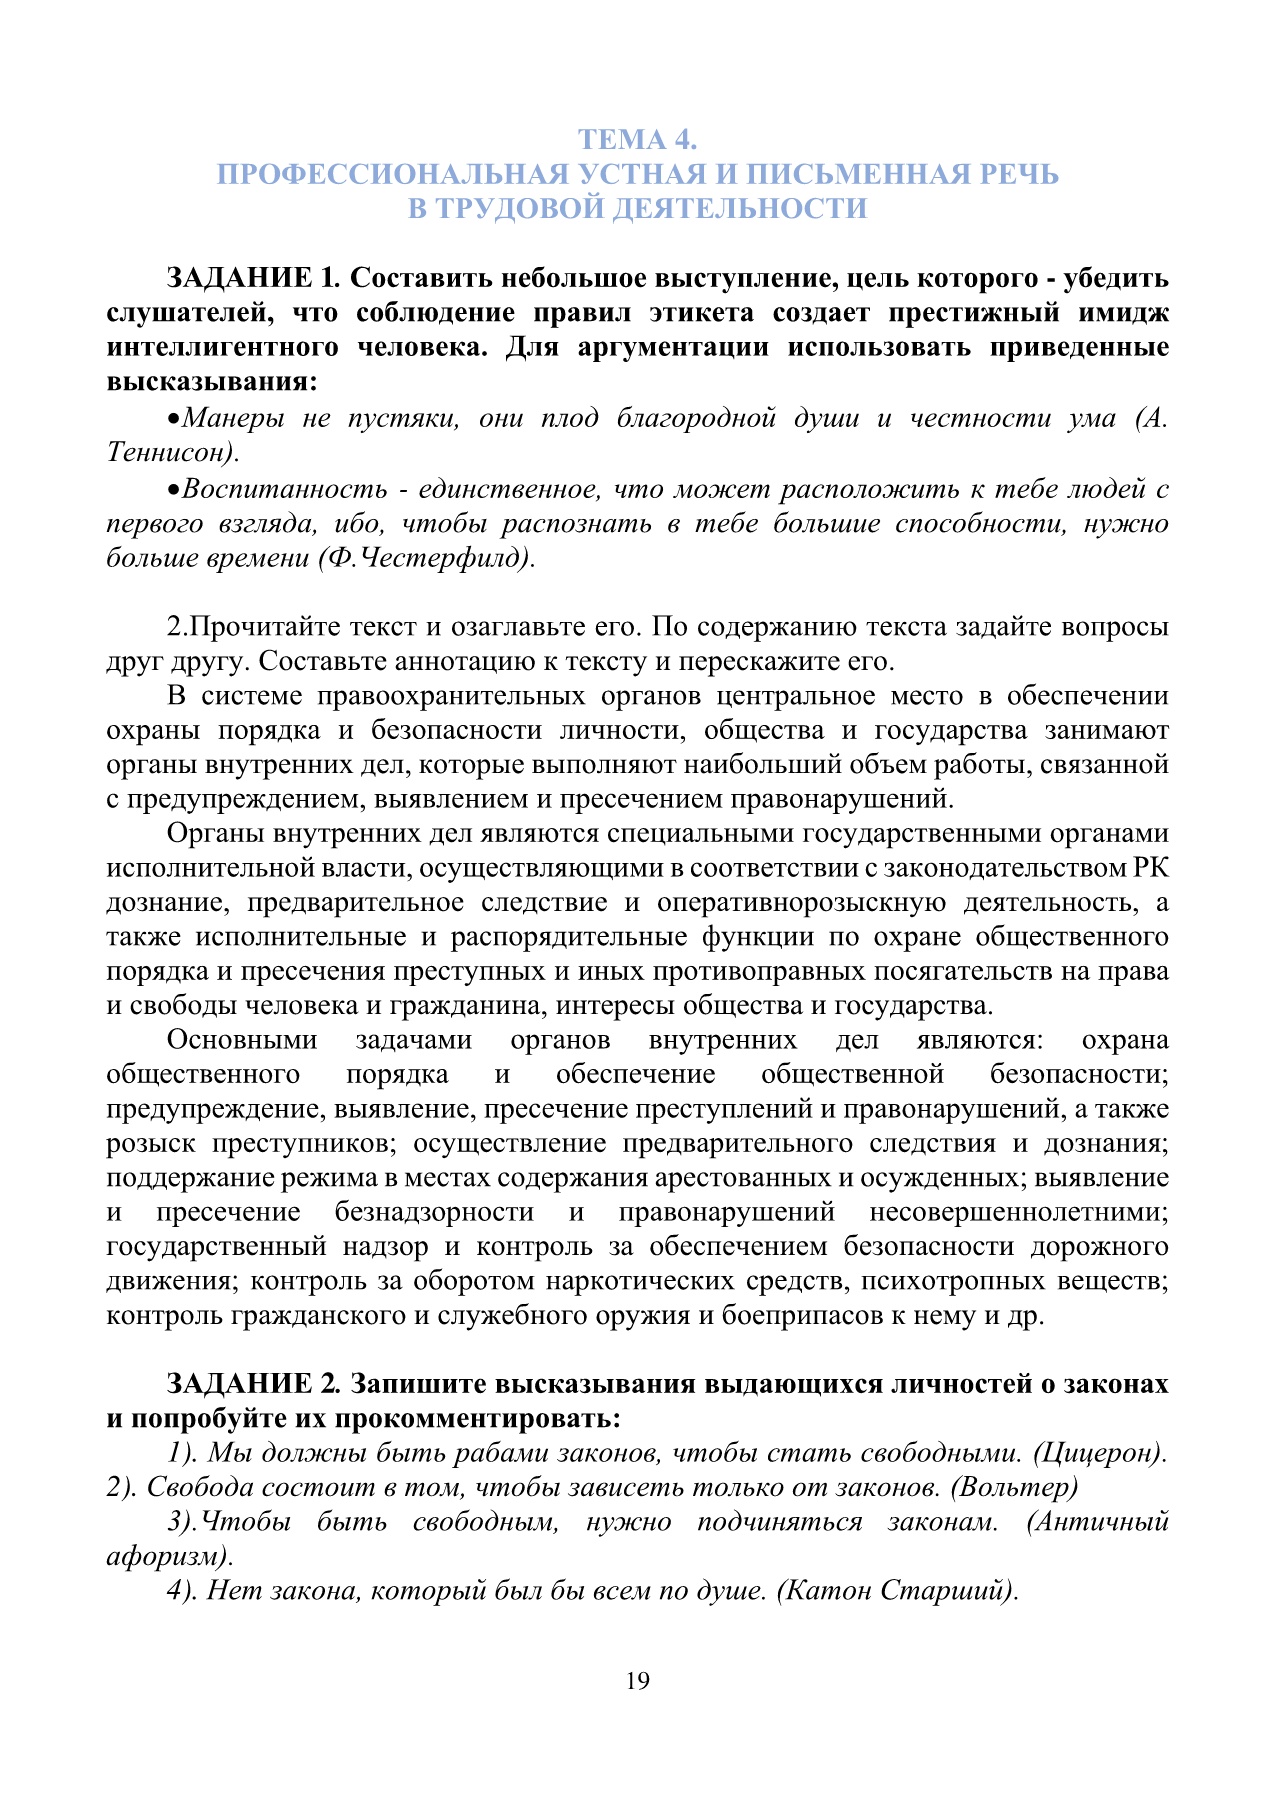 ТЕМА 4.
ПРОФЕССИОНАЛЬНАЯ УСТНАЯ И ПИСЬМЕННАЯ РЕЧЬ
В ТРУДОВОЙ ДЕЯТЕЛЬНОСТИ
ЗАДАНИЕ 1. Составить небольшое выступление, цель которого - убедить
слушателей, что соблюдение правил этикета создает престижный имидж
интеллигентного человека. Для аргументации использовать приведенные
высказывания:
•Манеры не пустяки, они плод благородной души и честности ума (А.
Теннисон).
•Воспитанность - единственное, что может расположить к тебе людей с
первого взгляда, ибо, чтобы распознать в тебе большие способности, нужно
больше времени (Ф.Честерфилд).
2.Прочитайте текст и озаглавьте его. По содержанию текста задайте вопросы
друг другу. Составьте аннотацию к тексту и перескажите его.
В системе правоохранительных органов центральное место в обеспечении
охраны порядка и безопасности личности, общества и государства занимают
органы внутренних дел, которые выполняют наибольший объем работы, связанной
с предупреждением, выявлением и пресечением правонарушений.
Органы внутренних дел являются специальными государственными органами
исполнительной власти, осуществляющими в соответствии с законодательством РК
дознание, предварительное следствие и оперативнорозыскную деятельность, а
также исполнительные и распорядительные функции по охране общественного
порядка и пресечения преступных и иных противоправных посягательств на права
и свободы человека и гражданина, интересы общества и государства.
Основными задачами органов внутренних дел являются: охрана
общественного порядка и обеспечение общественной безопасности;
предупреждение, выявление, пресечение преступлений и правонарушений, а также
розыск преступников; осуществление предварительного следствия и дознания;
поддержание режима в местах содержания арестованных и осужденных; выявление
и пресечение безнадзорности и правонарушений несовершеннолетними;
государственный надзор и контроль за обеспечением безопасности дорожного
движения; контроль за оборотом наркотических средств, психотропных веществ;
контроль гражданского и служебного оружия и боеприпасов к нему и др.
ЗАДАНИЕ 2. Запишите высказывания выдающихся личностей о законах
и попробуйте их прокомментировать:
1). Мы должны быть рабами законов, чтобы стать свободными. (Цицерон).
2). Свобода состоит в том, чтобы зависеть только от законов. (Вольтер)
3).Чтобы быть свободным, нужно подчиняться законам. (Античный
афоризм).
4). Нет закона, который был бы всем по душе. (Катон Старший).
19